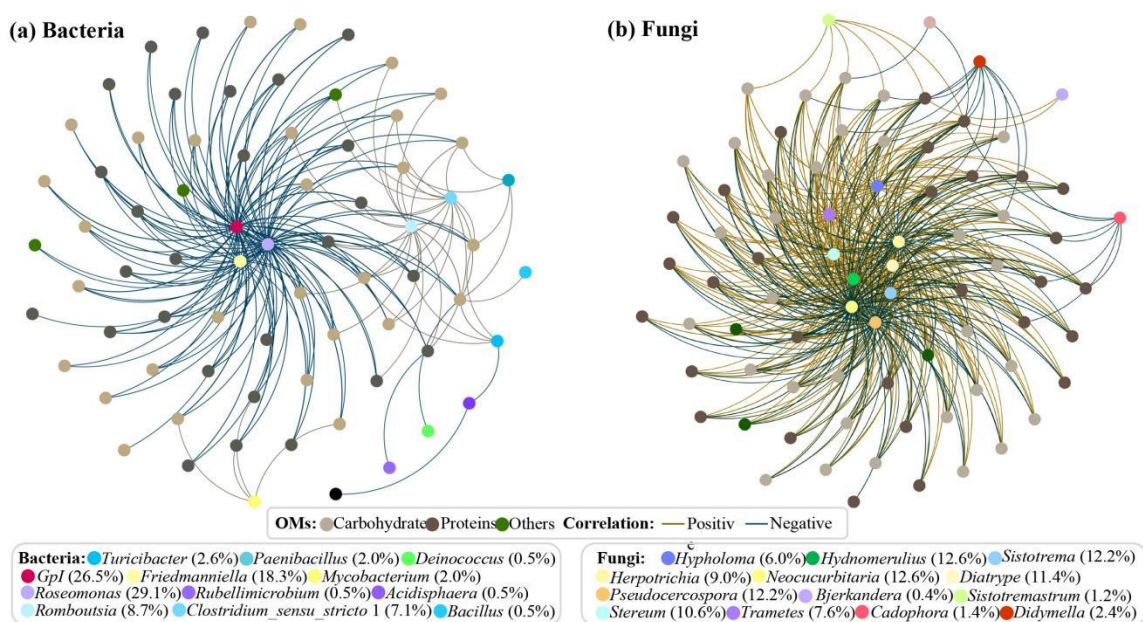 (a) Bacteria
(b) Fungi
OMs: Carbohydrate Proteins Others Correlation: Positiv Negative
e
Bacteria: Turicibacter (2.6%) Paenibacillus (2.0%) Deinococcus (0.5%)
GpI (26.5%) Friedmanniella (18.3%) Mycobacterium (2.0%)
Roseomonas (29.1%) Rubellimicrobium (0.5%) Acidisphaera (0.5%)
Romboutsia (8.7%) Clostridium_sensu_stricto 1 (7.1%) Bacillus (0.5%)
Fungi: Hypholoma (6.0%) Hydnomerulius (12.6%) Sistotrema (12.2%)
Herpotrichia (9.0%) Neocucurbitaria (12.6%) Diatrype (11.4%)
Pseudocercospora (12.2%) Bjerkandera (0.4%) Sistotremastrum (1.2%)
Stereum (10.6%) Trametes (7.6%) Cadophora (1.4%) Didymella (2.4%)